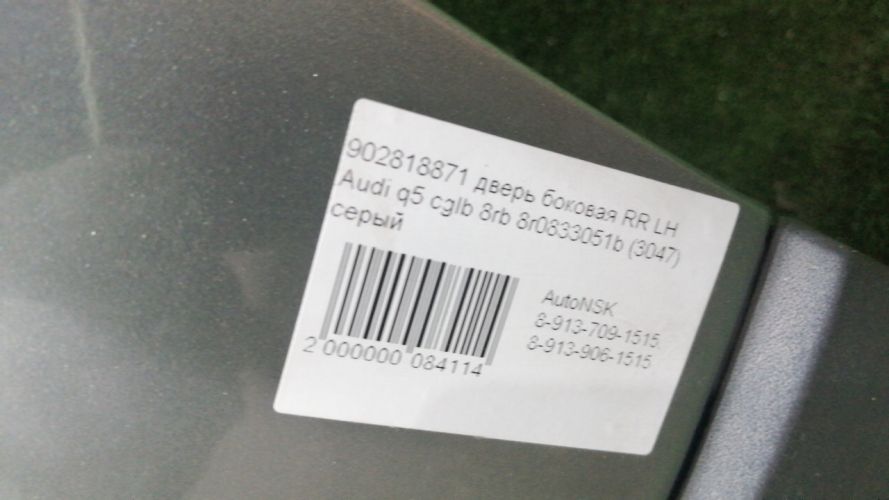 902818871 дверь боковая RR LH
Audi q5 cglb 8rb 8r0833051b (3047)
серый
AutoNSK
8-913-709-1515,
8-913-906-1515
2 000000 084114